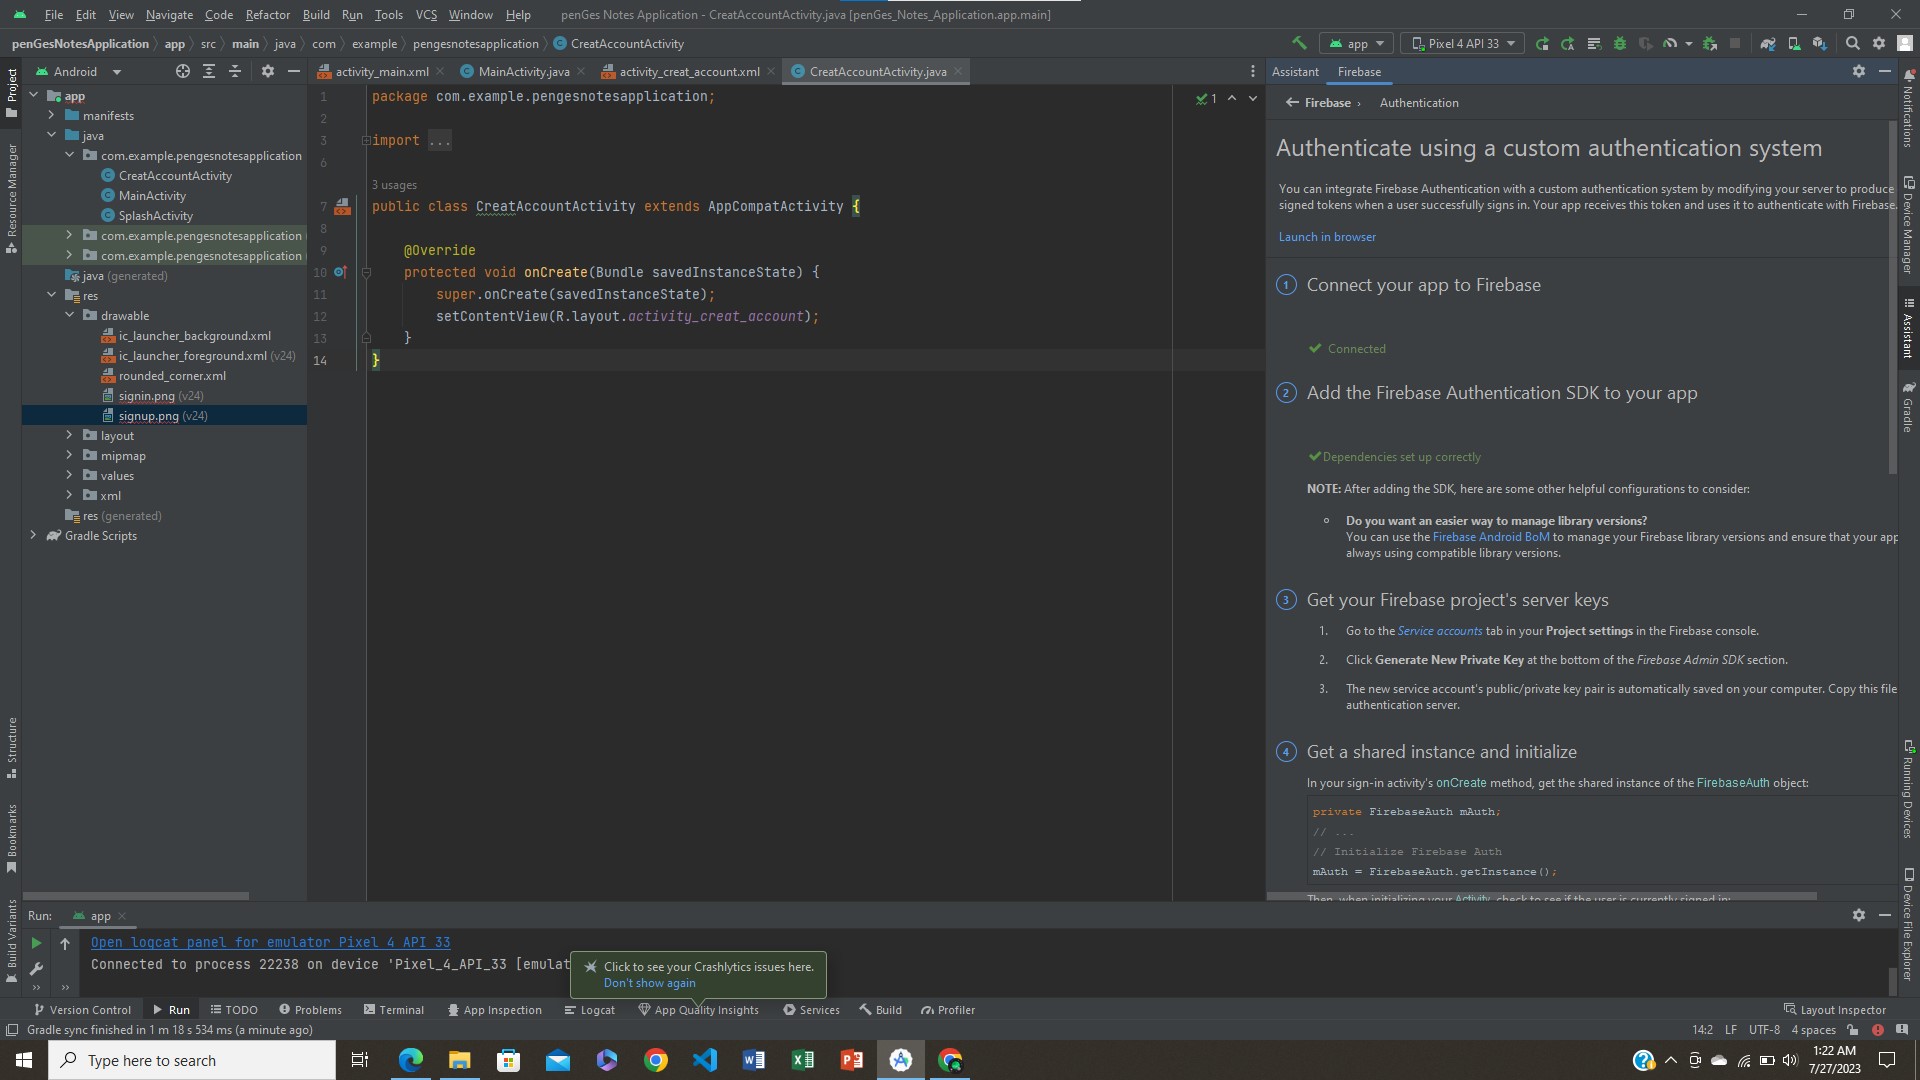 File Edit View Navigate Code Refactor Build Run Tools VCS Window Help penGes Notes Application - CreatAccountActivity.java [penGes_Notes_Application.app.main]
penGesNotesApplication app src main java com example pengesnotesapplication CreatAccountActivity app Pixel 4 API 33
Project
Resource Manager
Structure
Bookmarks
Build Variants
Android
app
manifests
java
com.example.pengesnotesapplication
CreatAccountActivity
MainActivity
SplashActivity
com.example.pengesnotesapplication
com.example.pengesnotesapplication
java (generated)
res
drawable
ic_launcher_background.xml
ic_launcher_foreground.xml (v24)
rounded_corner.xml
signin.png (v24)
signup.png (v24)
layout
mipmap
values
xml
res (generated)
Gradle Scripts
activity_main.xml MainActivity.java activity_creat_account.xml CreatAccountActivity.java
1 package com.example.pengesnotesapplication; 1
2
3 import ...
6
3 usages
7 public class CreatAccountActivity extends AppCompatActivity {
8
9 @Override
10 protected void onCreate(Bundle savedInstanceState) {
11 super.onCreate(savedInstanceState);
12 setContentView(R.layout.activity_creat_account);
13 }
14 }
Assistant Firebase
Firebase › Authentication
Authenticate using a custom authentication system
You can integrate Firebase Authentication with a custom authentication system by modifying your server to produce
signed tokens when a user successfully signs in. Your app receives this token and uses it to authenticate with Firebase.
Launch in browser
1 Connect your app to Firebase
Connected
2 Add the Firebase Authentication SDK to your app
Dependencies set up correctly
NOTE: After adding the SDK, here are some other helpful configurations to consider:
Do you want an easier way to manage library versions?
You can use the Firebase Android BoM to manage your Firebase library versions and ensure that your app
always using compatible library versions.
3 Get your Firebase project's server keys
1. Go to the Service accounts tab in your Project settings in the Firebase console.
2. Click Generate New Private Key at the bottom of the Firebase Admin SDK section.
3. The new service account's public/private key pair is automatically saved on your computer. Copy this file
authentication server.
4 Get a shared instance and initialize
In your sign-in activity's onCreate method, get the shared instance of the FirebaseAuth object:
private FirebaseAuth mAuth;
// ...
// Initialize Firebase Auth
mAuth = FirebaseAuth.getInstance();
Then, when initializing your Activity, check to see if the user is currently signed in:
Notifications
Device Manager
Assistant
Gradle
Running Devices
Device File Explorer
Run: app
Open logcat panel for emulator Pixel 4 API 33
Connected to process 22238 on device 'Pixel_4_API_33 [emulat
Click to see your Crashlytics issues here.
Don't show again
Version Control Run TODO Problems Terminal App Inspection Logcat App Quality Insights Services Build Profiler Layout Inspector
Gradle sync finished in 1 m 18 s 534 ms (a minute ago) 14:2 LF UTF-8 4 spaces
Type here to search
1:22 AM
7/27/2023